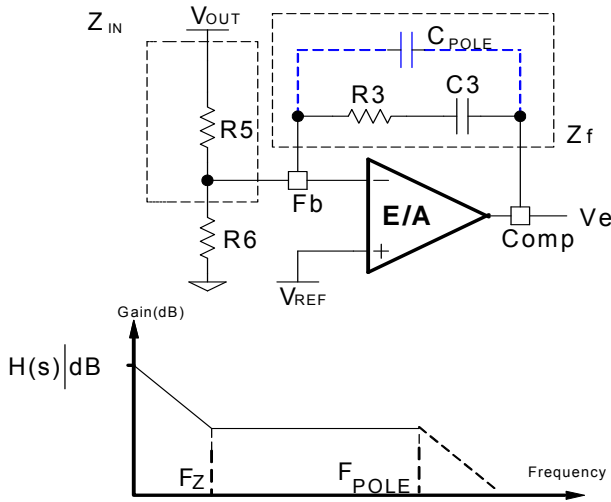 Z IN
VOUT
CPOLE
R3
C3
R5
Zf
Fb
E/A
Ve
R6
Comp
VREF
Gain(dB)
H(s)|dB
FZ
FPOLE
Frequency